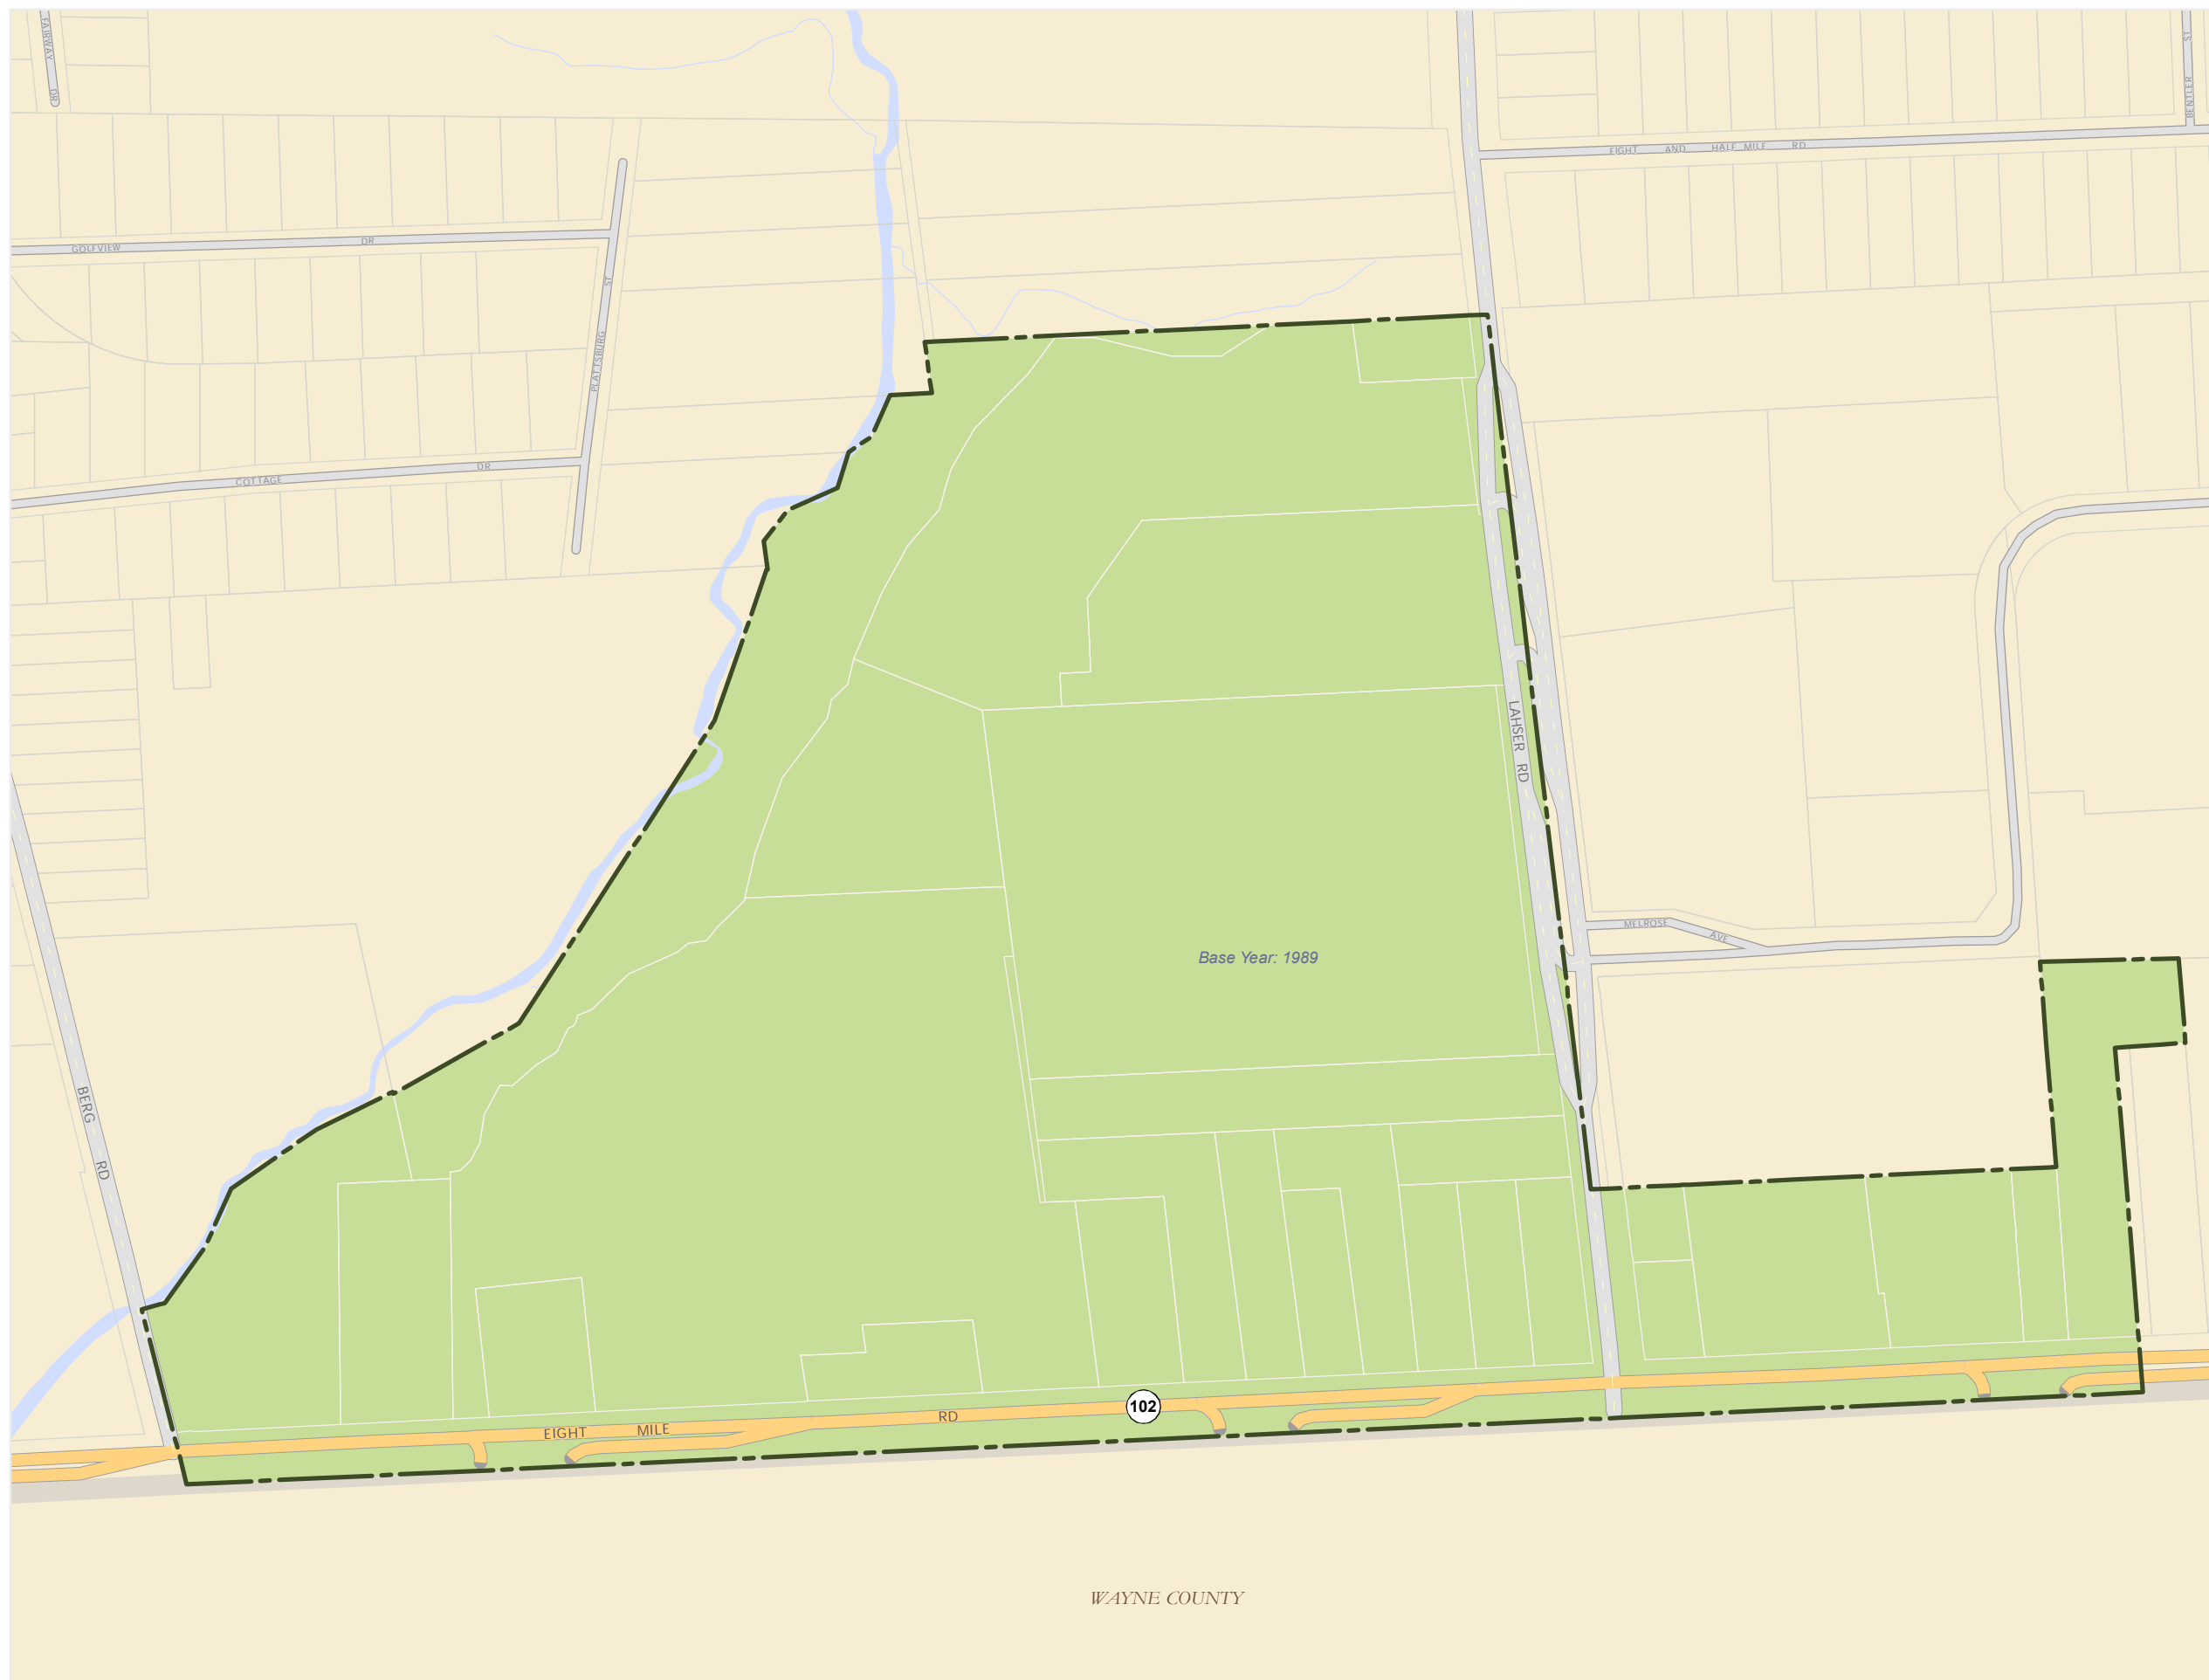 FAIRWAY DR
BENTLER ST
EIGHT AND HALF MILE RD
GOLFVIEW DR
PLATTSBURG ST
COTTAGE DR
LAHSER RD
MELROSE AVE
Base Year: 1989
BERG RD
102
EIGHT MILE RD
WAYNE COUNTY